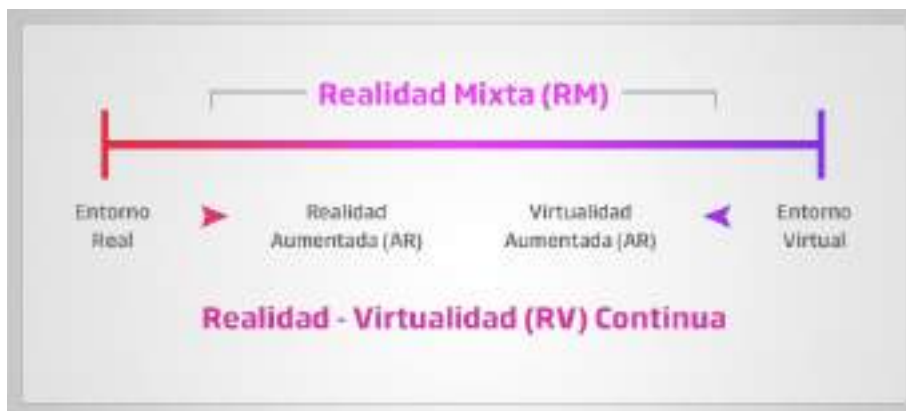 Realidad Mixta (RM)
Entorno
Real
Realidad
Aumentada (AR)
Virtualidad
Aumentada (AR)
Entorno
Virtual
Realidad - Virtualidad (RV) Continua